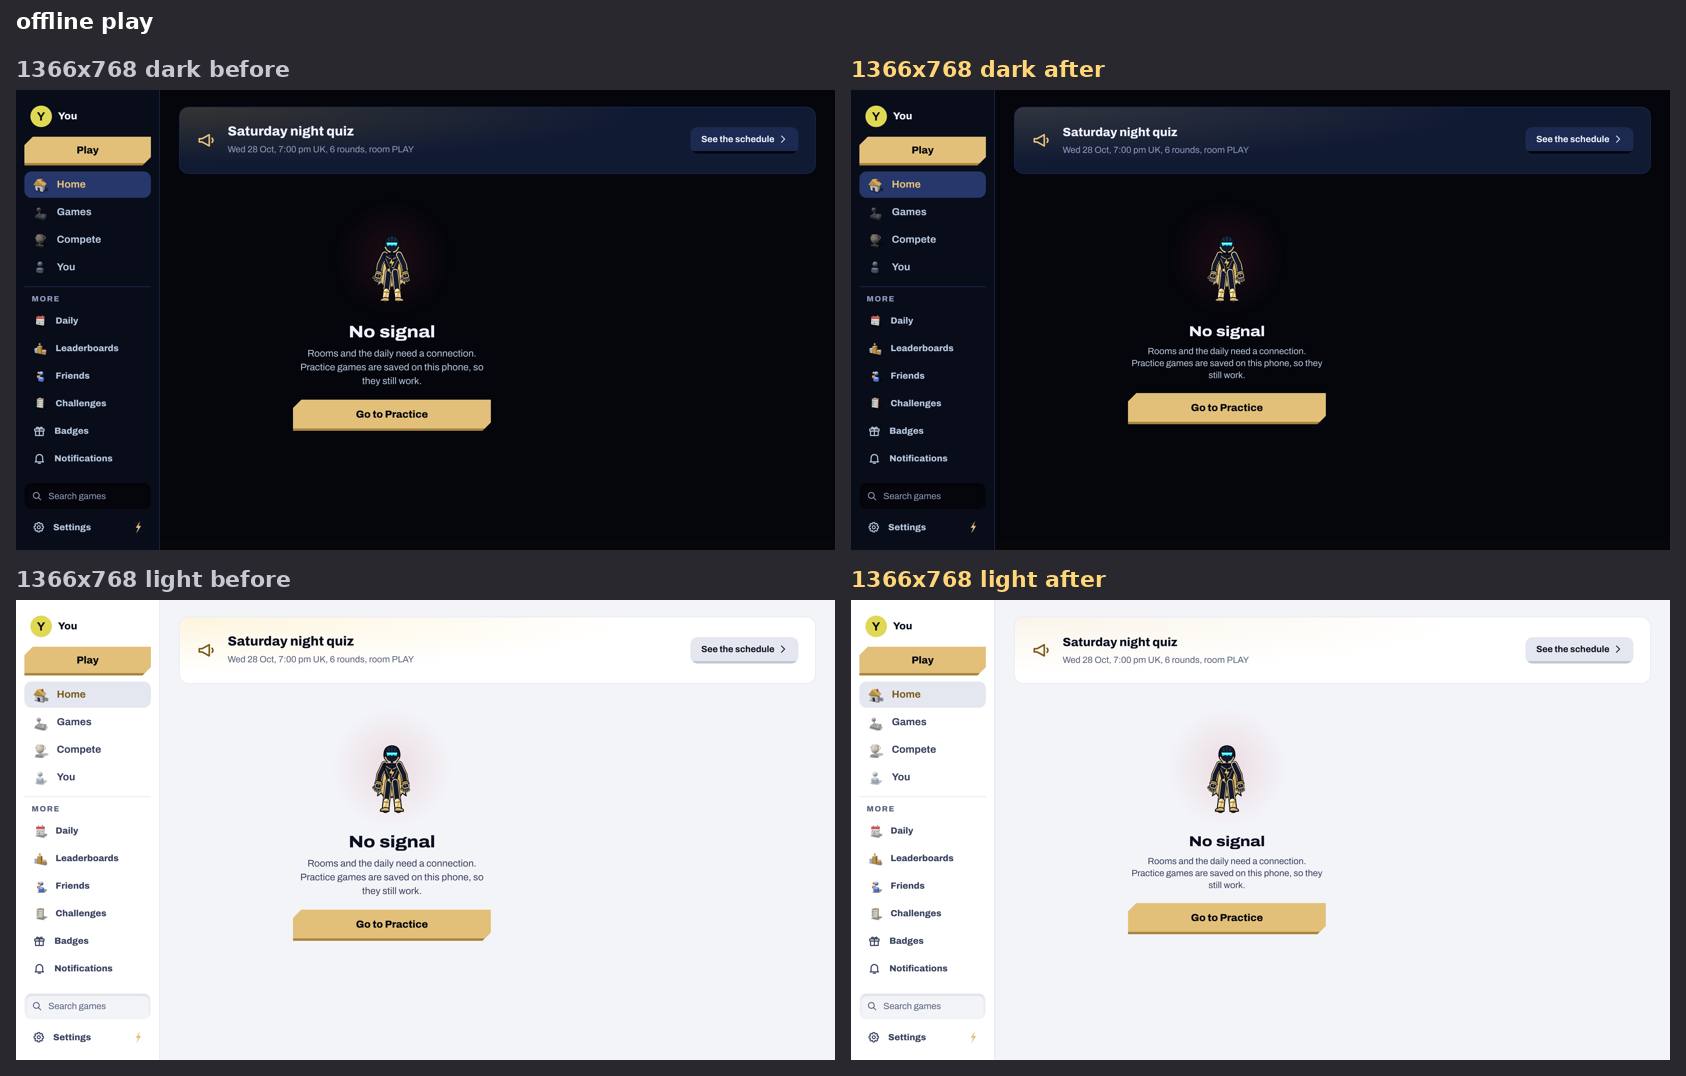 offline play
1366x768 dark before
Y You
Play
Home
Games
Compete
You
MORE
Daily
Leaderboards
Friends
Challenges
Badges
Notifications
Search games
Settings
Saturday night quiz
Wed 28 Oct, 7:00 pm UK, 6 rounds, room PLAY
See the schedule
No signal
Rooms and the daily need a connection.
Practice games are saved on this phone, so
they still work.
Go to Practice
1366x768 dark after
Y You
Play
Home
Games
Compete
You
MORE
Daily
Leaderboards
Friends
Challenges
Badges
Notifications
Search games
Settings
Saturday night quiz
Wed 28 Oct, 7:00 pm UK, 6 rounds, room PLAY
See the schedule
No signal
Rooms and the daily need a connection.
Practice games are saved on this phone, so they
still work.
Go to Practice
1366x768 light before
Y You
Play
Home
Games
Compete
You
MORE
Daily
Leaderboards
Friends
Challenges
Badges
Notifications
Search games
Settings
Saturday night quiz
Wed 28 Oct, 7:00 pm UK, 6 rounds, room PLAY
See the schedule
No signal
Rooms and the daily need a connection.
Practice games are saved on this phone, so
they still work.
Go to Practice
1366x768 light after
Y You
Play
Home
Games
Compete
You
MORE
Daily
Leaderboards
Friends
Challenges
Badges
Notifications
Search games
Settings
Saturday night quiz
Wed 28 Oct, 7:00 pm UK, 6 rounds, room PLAY
See the schedule
No signal
Rooms and the daily need a connection.
Practice games are saved on this phone, so they
still work.
Go to Practice